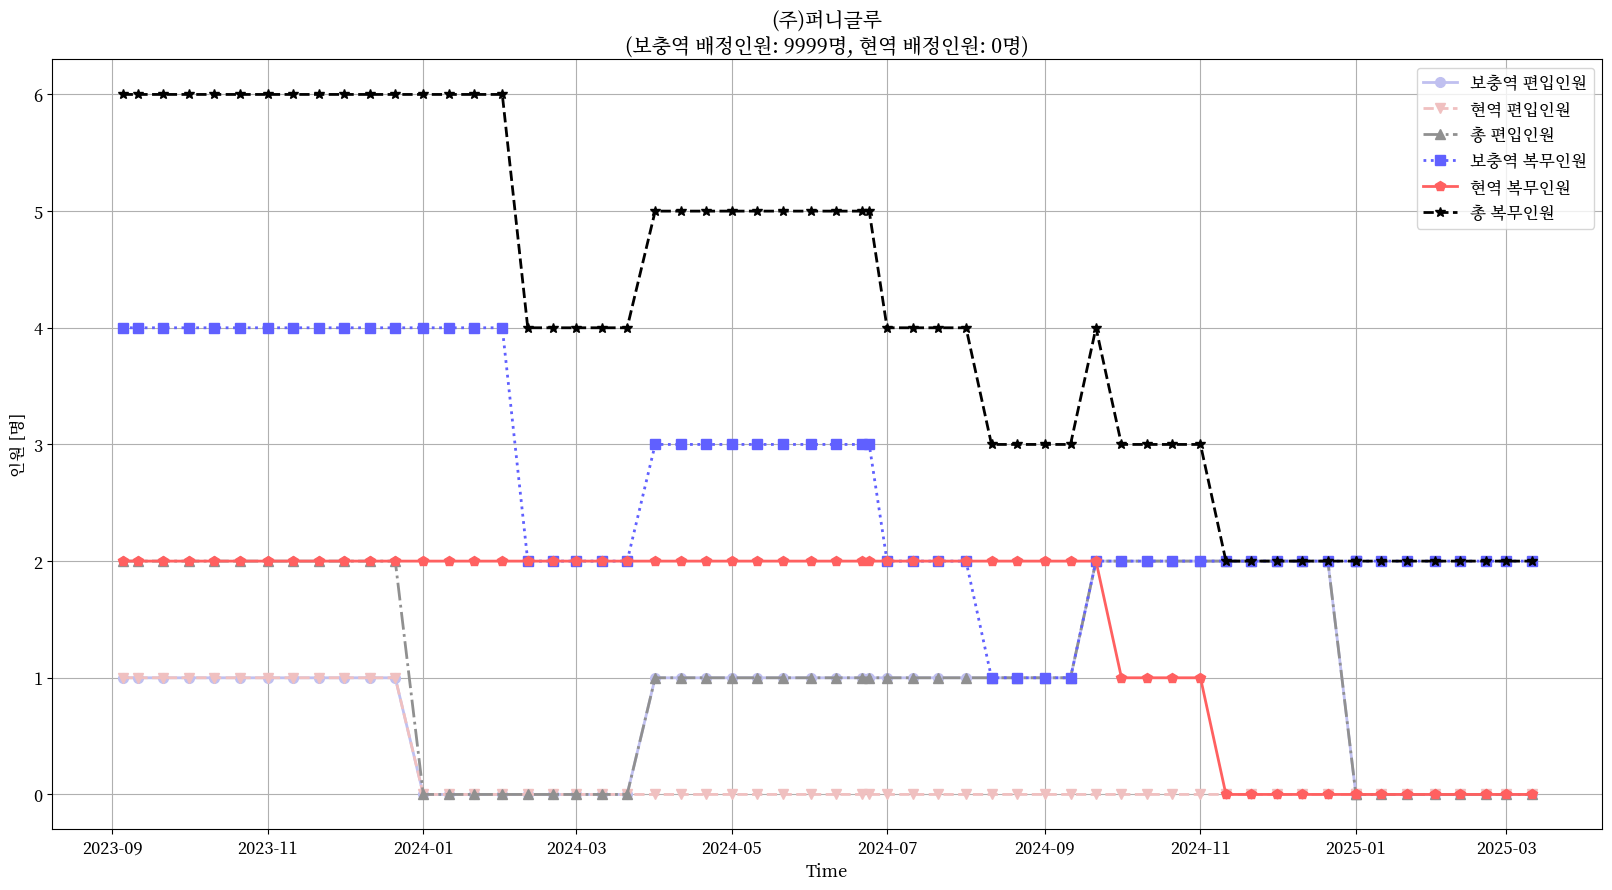 (주)퍼니글루
(보충역 배정인원: 9999명, 현역 배정인원: 0명)
보충역 편입인원
현역 편입인원
총 편입인원
보충역 복무인원
현역 복무인원
총 복무인원
6
5
4
3
2
1
0
인원 [명]
2023-09
2023-11
2024-01
2024-03
2024-05
2024-07
2024-09
2024-11
2025-01
2025-03
Time